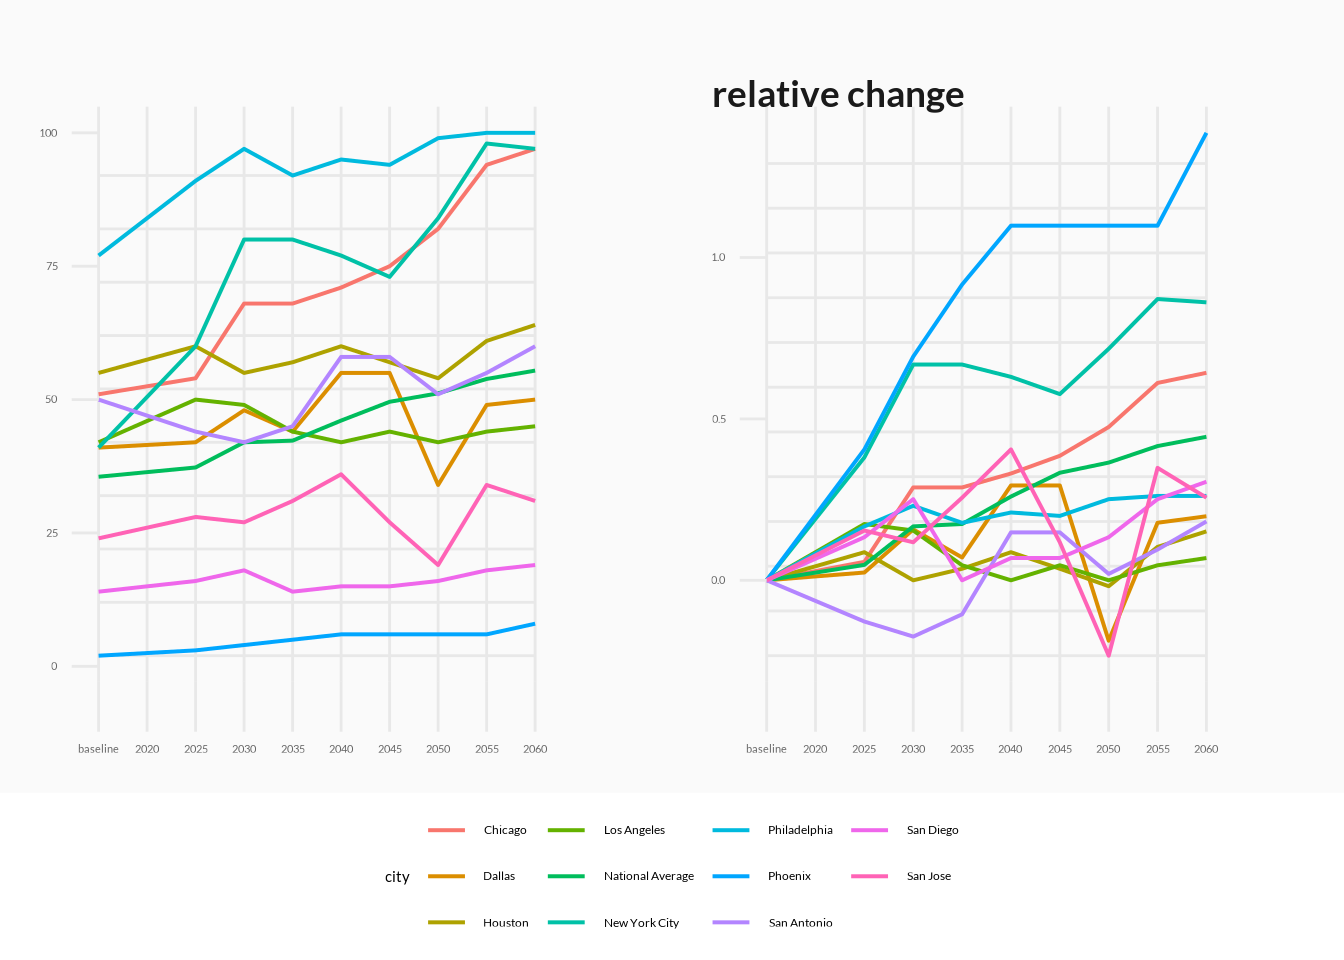 relative change
100
75
50
25
0
baseline 2020 2025 2030 2035 2040 2045 2050 2055 2060
1.0
0.5
0.0
baseline 2020 2025 2030 2035 2040 2045 2050 2055 2060
city
Chicago Los Angeles Philadelphia San Diego
Dallas National Average Phoenix San Jose
Houston New York City San Antonio